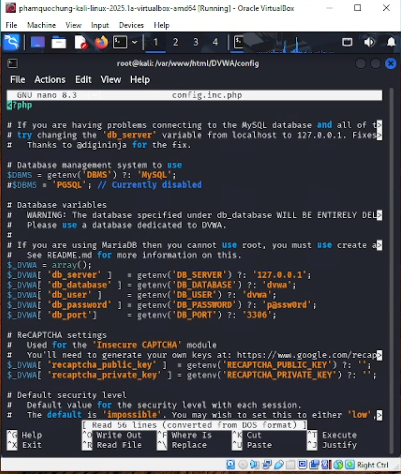 phamquochung-kali-linux-2025.1a-virtualbox-amd64 [Running] - Oracle VirtualBox
File Machine View Input Devices Help
1 2 3 4
root@kali: /var/www/html/DVWA/config
File Actions Edit View Help
GNU nano 8.3 config.inc.php
<?php
# If you are having problems connecting to the MySQL database and all of t>
# try changing the 'db_server' variable from localhost to 127.0.0.1. Fixes>
# Thanks to @digininja for the fix.
# Database management system to use
$DBMS = getenv('DBMS') ?: 'MySQL';
#$DBMS = 'PGSQL'; // Currently disabled
# Database variables
# WARNING: The database specified under db_database WILL BE ENTIRELY DEL>
# Please use a database dedicated to DVWA.
#
# If you are using MariaDB then you cannot use root, you must use create a>
# See README.md for more information on this.
$_DVWA = array();
$_DVWA[ 'db_server' ] = getenv('DB_SERVER') ?: '127.0.0.1';
$_DVWA[ 'db_database' ] = getenv('DB_DATABASE') ?: 'dvwa';
$_DVWA[ 'db_user' ] = getenv('DB_USER') ?: 'dvwa';
$_DVWA[ 'db_password' ] = getenv('DB_PASSWORD') ?: 'p@ssw0rd';
$_DVWA[ 'db_port'] = getenv('DB_PORT') ?: '3306';
# ReCAPTCHA settings
# Used for the 'Insecure CAPTCHA' module
# You'll need to generate your own keys at: https://www.google.com/recap>
$_DVWA[ 'recaptcha_public_key' ] = getenv('RECAPTCHA_PUBLIC_KEY') ?: '';
$_DVWA[ 'recaptcha_private_key' ] = getenv('RECAPTCHA_PRIVATE_KEY') ?: '';
# Default security level
# Default value for the security level with each session.
# The default is 'impossible'. You may wish to set this to either 'low',>
[ Read 56 lines (converted from DOS format) ]
^G Help ^O Write Out ^F Where Is ^K Cut ^T Execute
^X Exit ^R Read File ^\ Replace ^U Paste ^J Justify
Right Ctrl